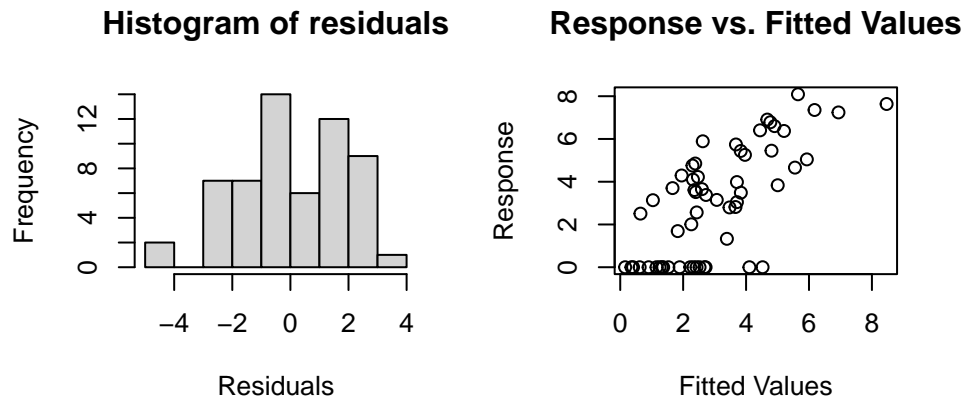 Histogram of residuals
Frequency
0 4 8 12
−4 −2 0 2 4
Residuals
Response vs. Fitted Values
Response
0 2 4 6 8
0 2 4 6 8
Fitted Values